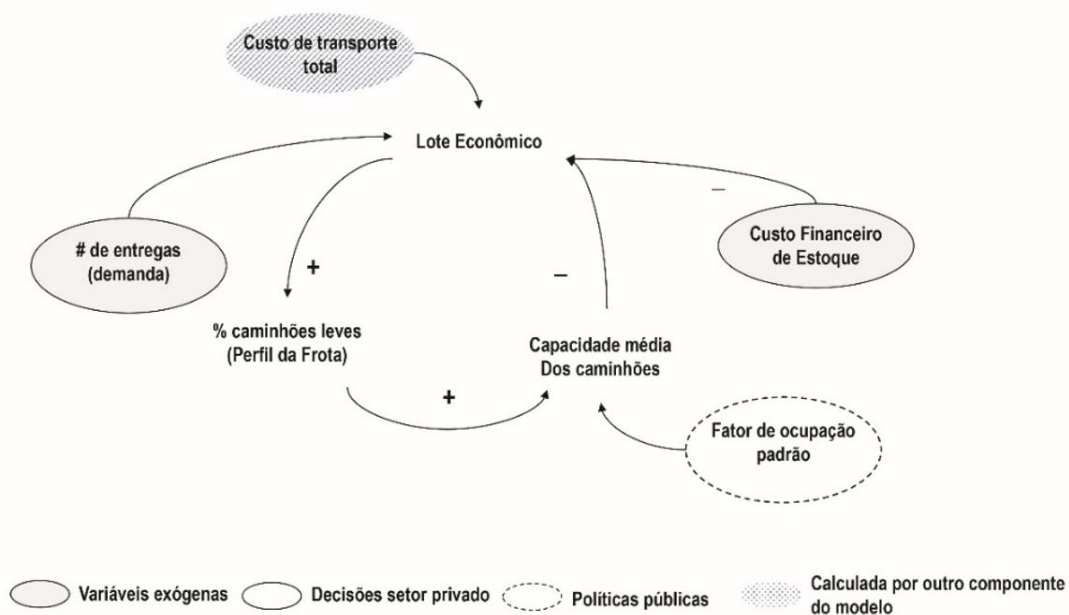 Custo de transporte
total
Lote Econômico
# de entregas
(demanda)
–
Custo Financeiro
de Estoque
+
–
% caminhões leves
(Perfil da Frota)
Capacidade média
Dos caminhões
+
Fator de ocupação
padrão
Variáveis exógenas
Decisões setor privado
Políticas públicas
Calculada por outro componente
do modelo